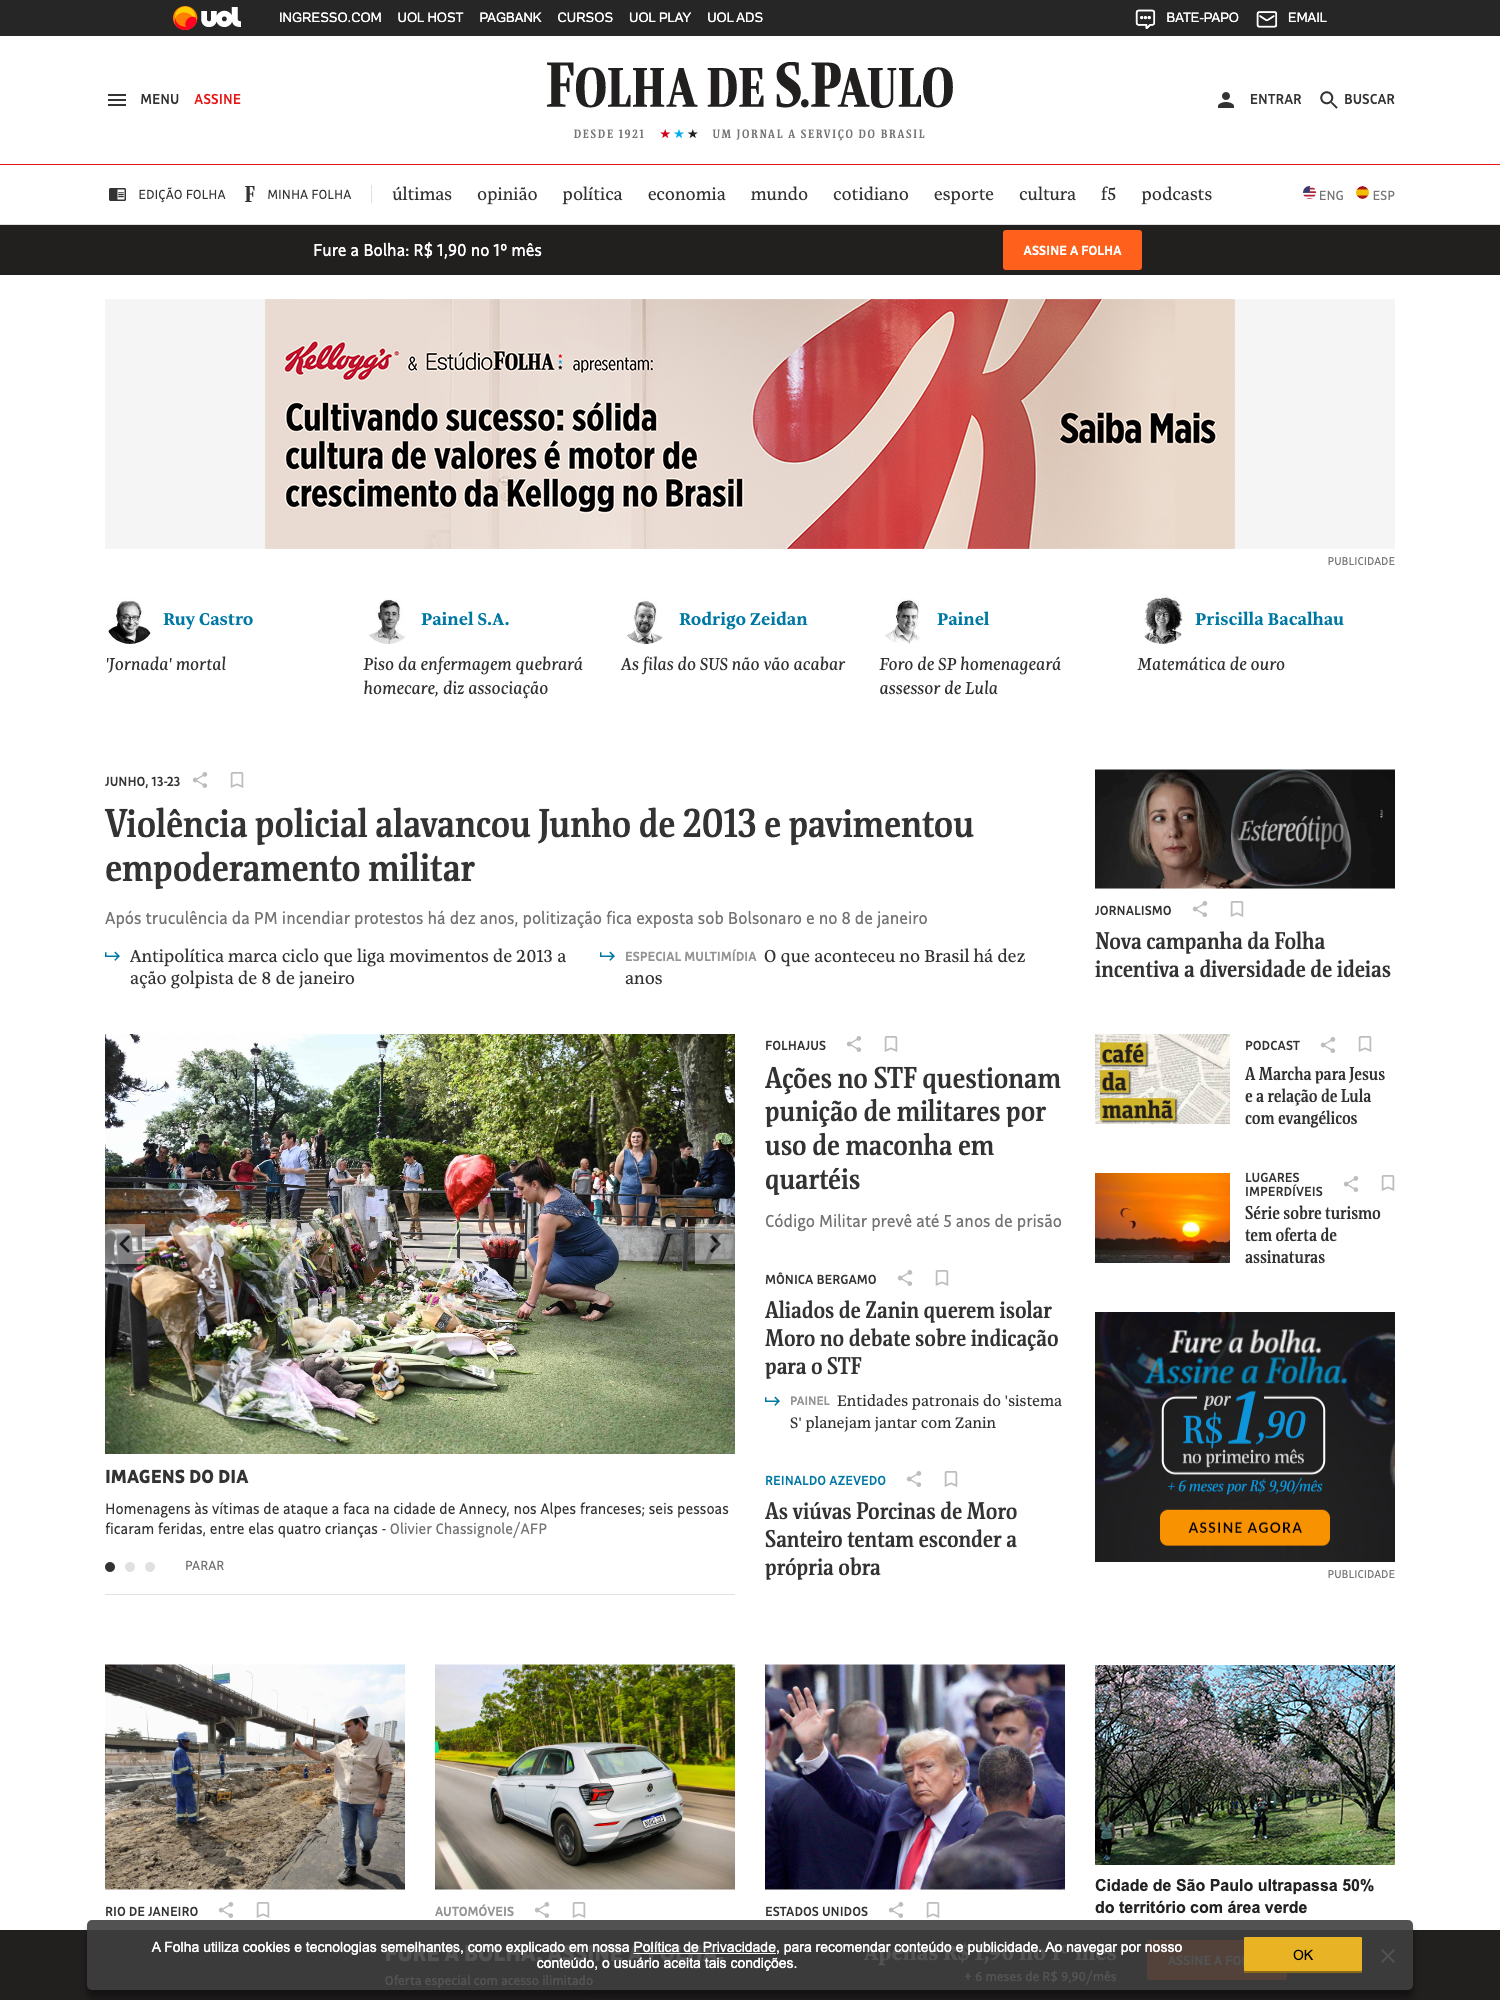 uol INGRESSO.COM UOL HOST PAGBANK CURSOS UOL PLAY UOL ADS BATE-PAPO EMAIL
MENU ASSINE FOLHA DE S.PAULO ENTRAR BUSCAR
DESDE 1921 ★★★ UM JORNAL A SERVIÇO DO BRASIL
EDIÇÃO FOLHA F MINHA FOLHA últimas opinião política economia mundo cotidiano esporte cultura f5 podcasts ENG ESP
Fure a Bolha: R$ 1,90 no 1º mês ASSINE A FOLHA
Kellogg's & EstúdioFOLHA: apresentam:
Cultivando sucesso: sólida
cultura de valores é motor de
crescimento da Kellogg no Brasil
Saiba Mais
PUBLICIDADE
Ruy Castro
'Jornada' mortal
Painel S.A.
Piso da enfermagem quebrará
homecare, diz associação
Rodrigo Zeidan
As filas do SUS não vão acabar
Painel
Foro de SP homenageará
assessor de Lula
Priscilla Bacalhau
Matemática de ouro
JUNHO, 13-23
Violência policial alavancou Junho de 2013 e pavimentou
empoderamento militar
Após truculência da PM incendiar protestos há dez anos, politização fica exposta sob Bolsonaro e no 8 de janeiro
Antipolítica marca ciclo que liga movimentos de 2013 a
ação golpista de 8 de janeiro
ESPECIAL MULTIMÍDIA O que aconteceu no Brasil há dez
anos
Estereótipo
JORNALISMO
Nova campanha da Folha
incentiva a diversidade de ideias
IMAGENS DO DIA
Homenagens às vítimas de ataque a faca na cidade de Annecy, nos Alpes franceses; seis pessoas
ficaram feridas, entre elas quatro crianças - Olivier Chassignole/AFP
PARAR
FOLHAJUS
Ações no STF questionam
punição de militares por
uso de maconha em
quartéis
Código Militar prevê até 5 anos de prisão
MÔNICA BERGAMO
Aliados de Zanin querem isolar
Moro no debate sobre indicação
para o STF
PAINEL Entidades patronais do 'sistema
S' planejam jantar com Zanin
REINALDO AZEVEDO
As viúvas Porcinas de Moro
Santeiro tentam esconder a
própria obra
café
da
manhã
PODCAST
A Marcha para Jesus
e a relação de Lula
com evangélicos
LUGARES
IMPERDÍVEIS
Série sobre turismo
tem oferta de
assinaturas
Fure a bolha.
Assine a Folha.
por
R$ 1,90
no primeiro mês
+ 6 meses por R$ 9,90/mês
ASSINE AGORA
PUBLICIDADE
RIO DE JANEIRO
AUTOMÓVEIS
ESTADOS UNIDOS
Cidade de São Paulo ultrapassa 50%
do território com área verde
A Folha utiliza cookies e tecnologias semelhantes, como explicado em nossa Política de Privacidade, para recomendar conteúdo e publicidade. Ao navegar por nosso
conteúdo, o usuário aceita tais condições.
OK
Oferta especial com acesso ilimitado
Apenas R$ 1,90 no 1º mês
+ 6 meses de R$ 9,90/mês